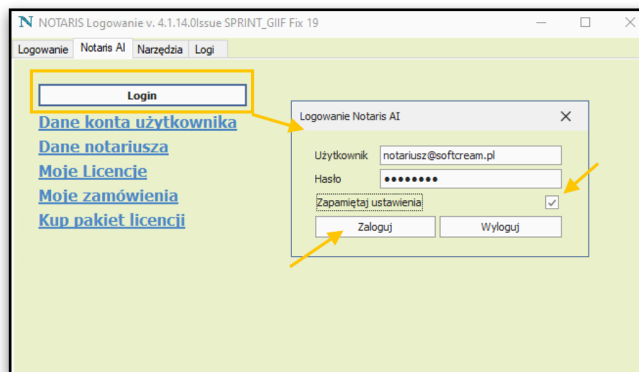 NOTARIS Logowanie v. 4.1.14.0Issue SPRINT_GIIF Fix 19
Logowanie Notaris AI Narzędzia Logi
Login
Dane konta użytkownika
Dane notariusza
Moje Licencje
Moje zamówienia
Kup pakiet licencji
Logowanie Notaris AI
Użytkownik notariusz@softcream.pl
Hasło ●●●●●●●●
Zapamiętaj ustawienia
Zaloguj Wyloguj